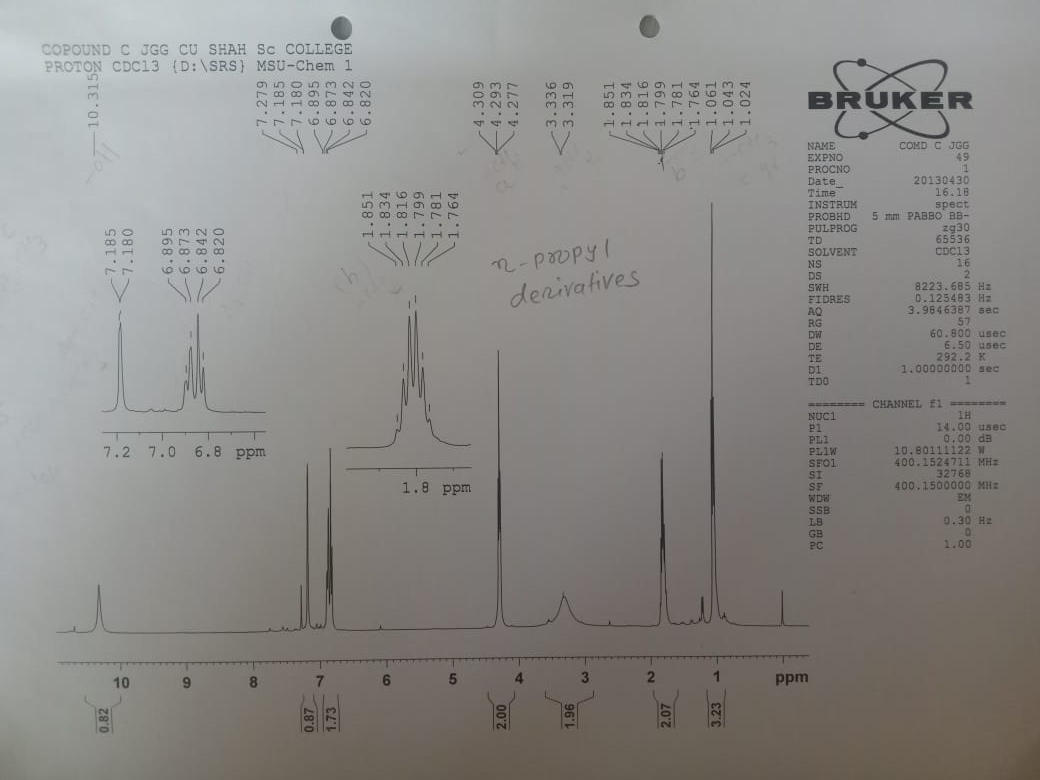 COPOUND C JGG CU SHAH Sc COLLEGE
PROTON CDCl3 {D:\SRS} MSU-Chem 1
10.315
7.279
7.185
7.180
6.895
6.873
6.842
6.820
4.309
4.293
4.277
3.336
3.319
1.851
1.834
1.816
1.799
1.781
1.764
1.061
1.043
1.024
BRUKER
7.185
7.180
6.895
6.873
6.842
6.820
1.851
1.834
1.816
1.799
1.781
1.764
n-propyl
derivatives
7.2 7.0 6.8 ppm
1.8 ppm
NAME COMD C JGG
EXPNO 49
PROCNO 1
Date_ 20130430
Time 16.18
INSTRUM spect
PROBHD 5 mm PABBO BB-
PULPROG zg30
TD 65536
SOLVENT CDCl3
NS 16
DS 2
SWH 8223.685 Hz
FIDRES 0.125483 Hz
AQ 3.9846387 sec
RG 57
DW 60.800 usec
DE 6.50 usec
TE 292.2 K
D1 1.00000000 sec
TD0 1
======== CHANNEL f1 ========
NUC1 1H
P1 14.00 usec
PL1 0.00 dB
PL1W 10.80111122 W
SFO1 400.1524711 MHz
SI 32768
SF 400.1500000 MHz
WDW EM
SSB 0
LB 0.30 Hz
GB 0
PC 1.00
10 9 8 7 6 5 4 3 2 1 ppm
0.82
0.87
1.73
2.00
1.96
2.07
3.23